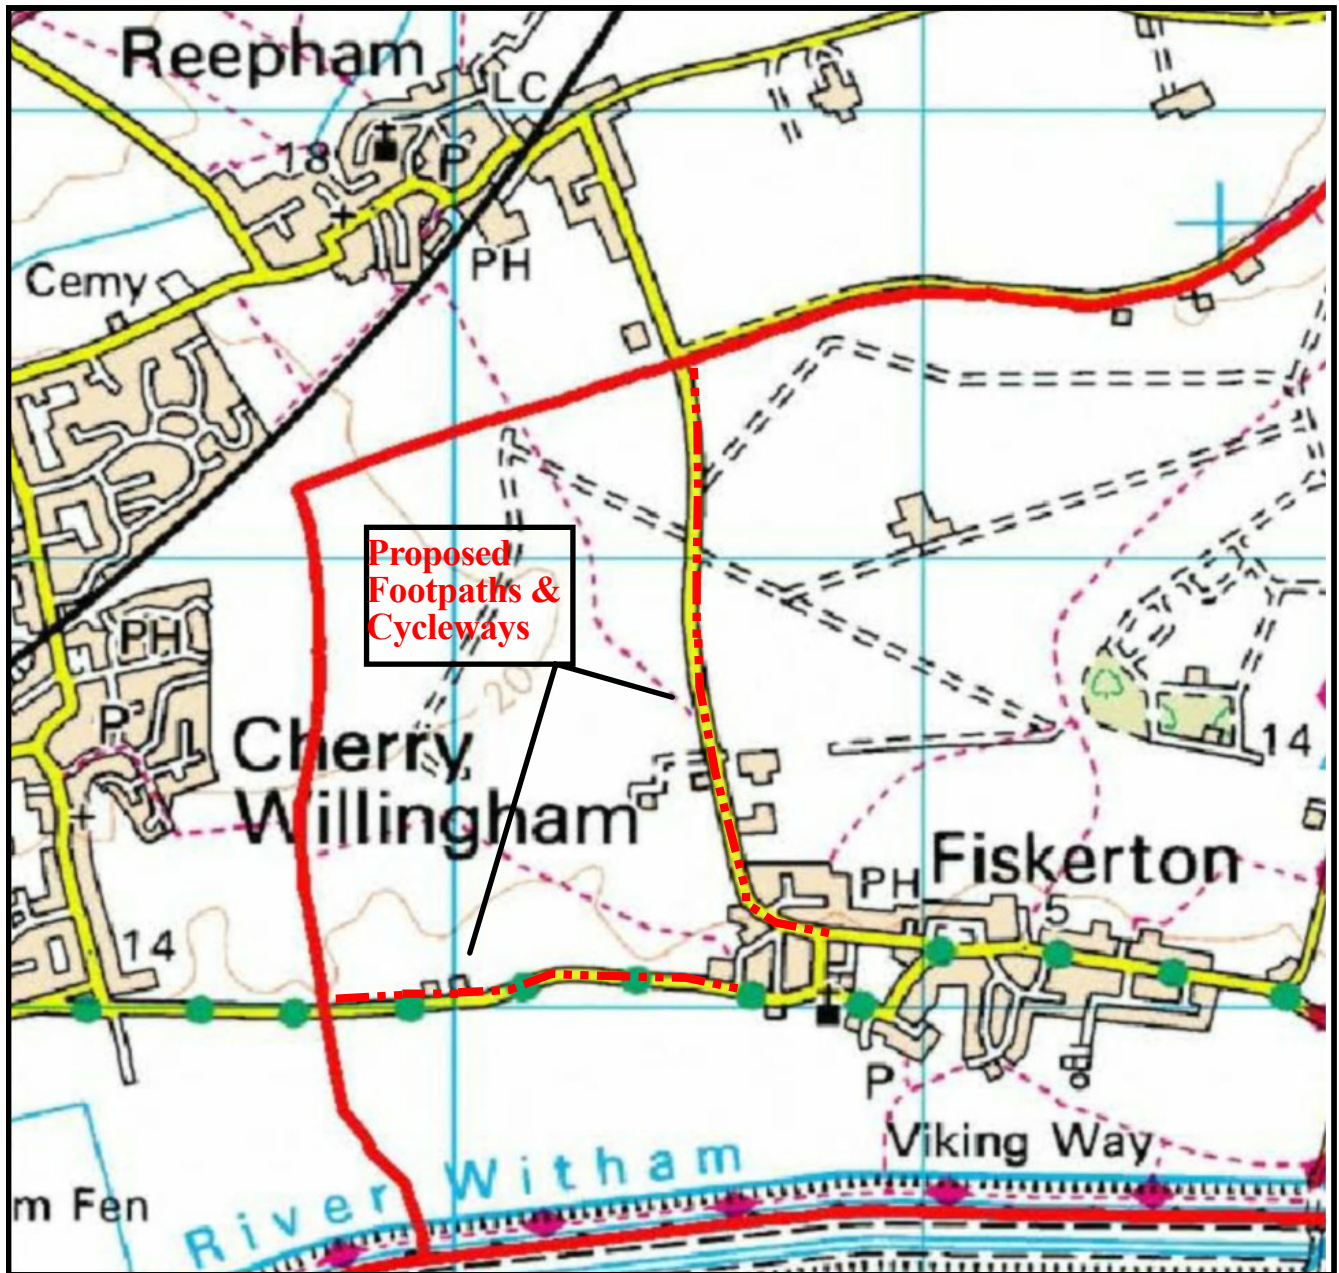 Reepham
LC
18
P
PH
Cemy
Proposed
Footpaths &
Cycleways
PH
20
P
Cherry
Willingham
14
Fiskerton
PH
5
14
P
Viking Way
River Witham
m Fen